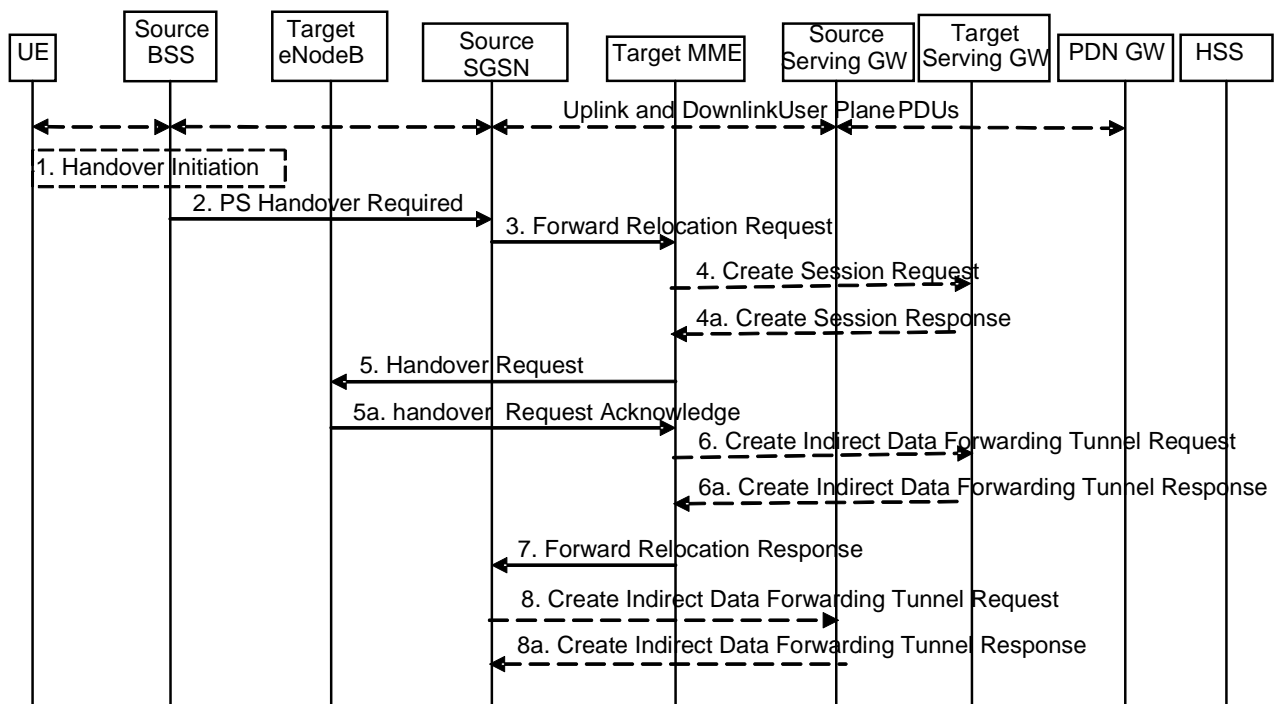 UE
Source
BSS
Target
eNodeB
Source
SGSN
Target MME
Source
Serving GW
Target
Serving GW
PDN GW
HSS
Uplink and DownlinkUser Plane PDUs
1. Handover Initiation
2. PS Handover Required
3. Forward Relocation Request
4. Create Session Request
4a. Create Session Response
5. Handover Request
5a. handover Request Acknowledge
6. Create Indirect Data Forwarding Tunnel Request
6a. Create Indirect Data Forwarding Tunnel Response
7. Forward Relocation Response
8. Create Indirect Data Forwarding Tunnel Request
8a. Create Indirect Data Forwarding Tunnel Response